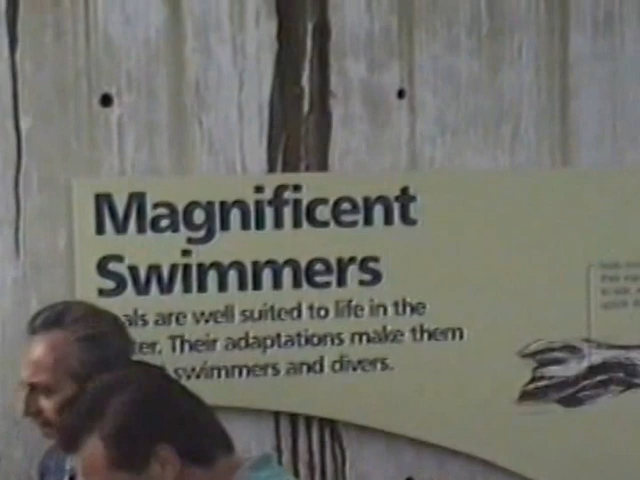 Magnificent
Swimmers
als are well suited to life in the
ter. Their adaptations make them
swimmers and divers.